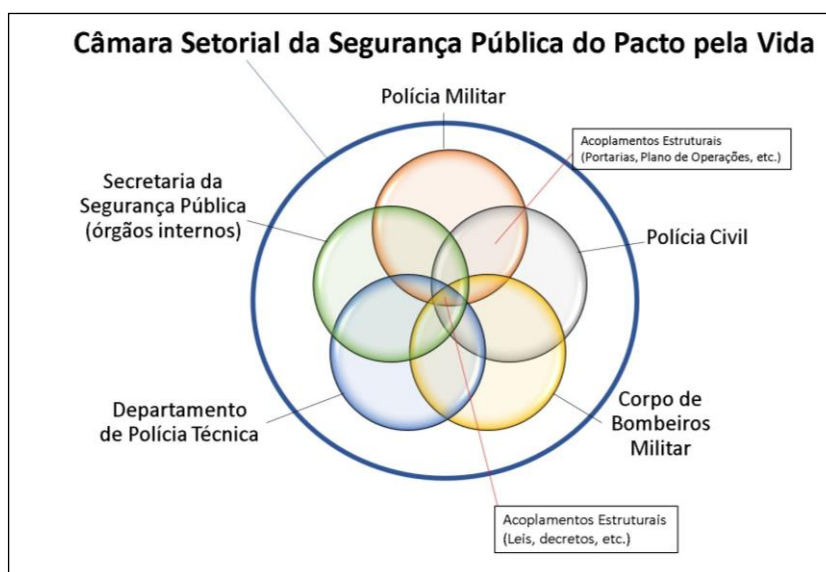 Câmara Setorial da Segurança Pública do Pacto pela Vida
Polícia Militar
Acoplamentos Estruturais
(Portarias, Plano de Operações, etc.)
Secretaria da
Segurança Pública
(órgãos internos)
Polícia Civil
Departamento
de Polícia Técnica
Corpo de
Bombeiros
Militar
Acoplamentos Estruturais
(Leis, decretos, etc.)